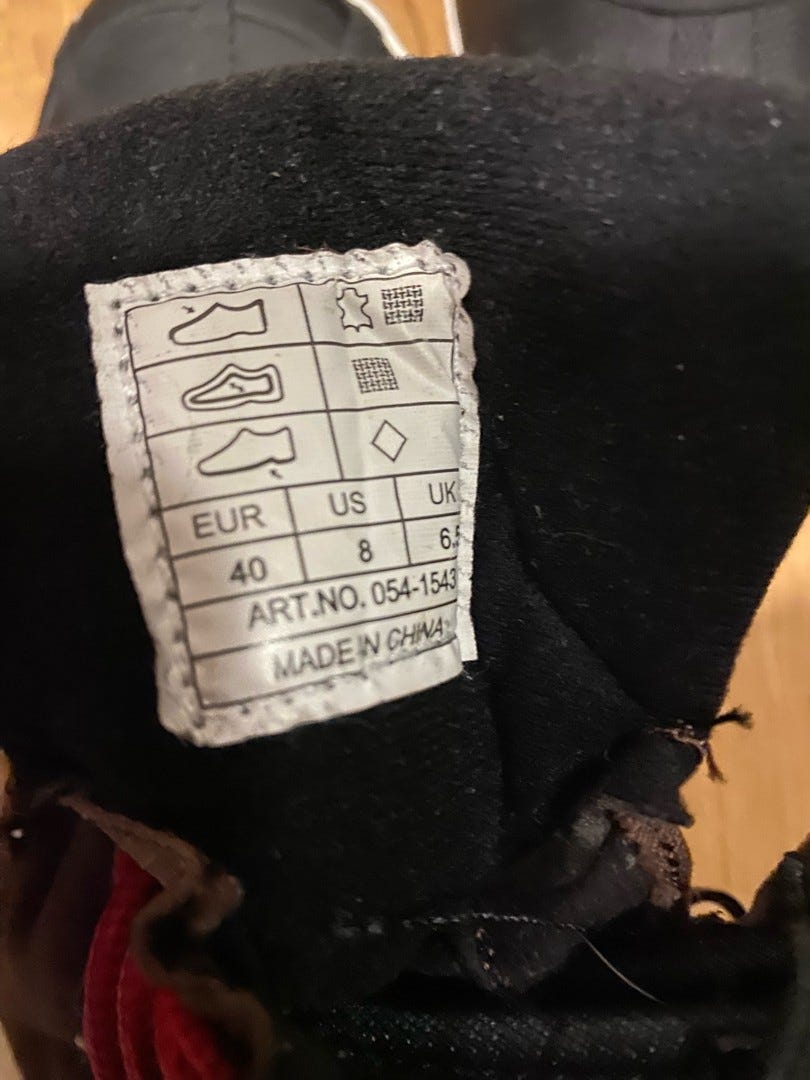 EUR US UK
40 8 6.5
ART.NO. 054-1543
MADE IN CHINA